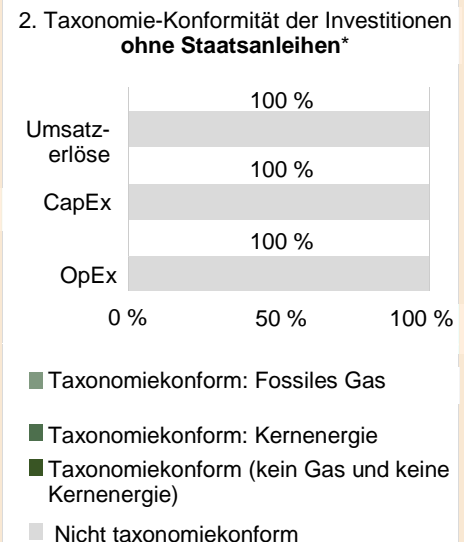 2. Taxonomie-Konformität der Investitionen
ohne Staatsanleihen*
100 %
Umsatz-
erlöse
100 %
CapEx
100 %
OpEx
0 %
50 %
100 %
Taxonomiekonform: Fossiles Gas
Taxonomiekonform: Kernenergie
Taxonomiekonform (kein Gas und keine
Kernenergie)
Nicht taxonomiekonform